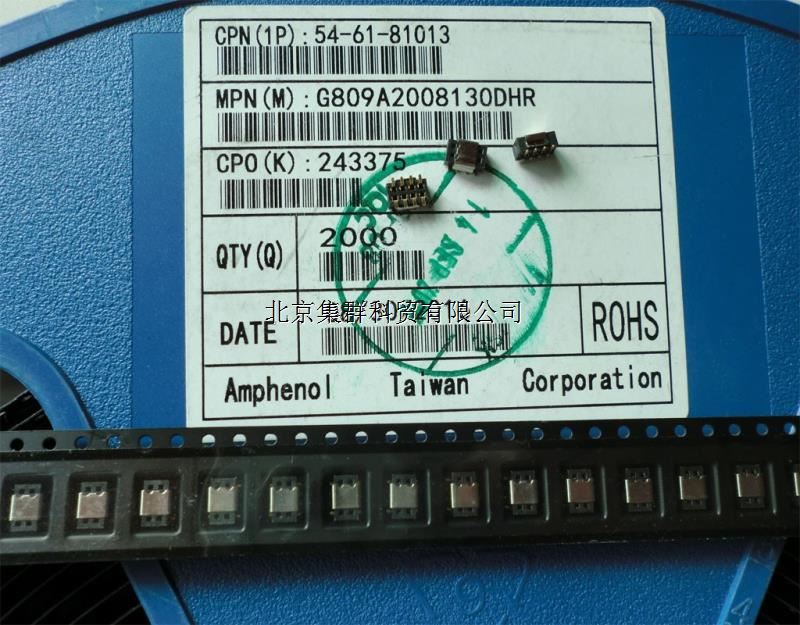 CPN(1P):54-61-81013
MPN(M):G809A2008130DHR
CPO(K):243375
QTY(Q) 2000
北京集群科贸有限公司
DATE
ROHS
Amphenol Taiwan Corporation